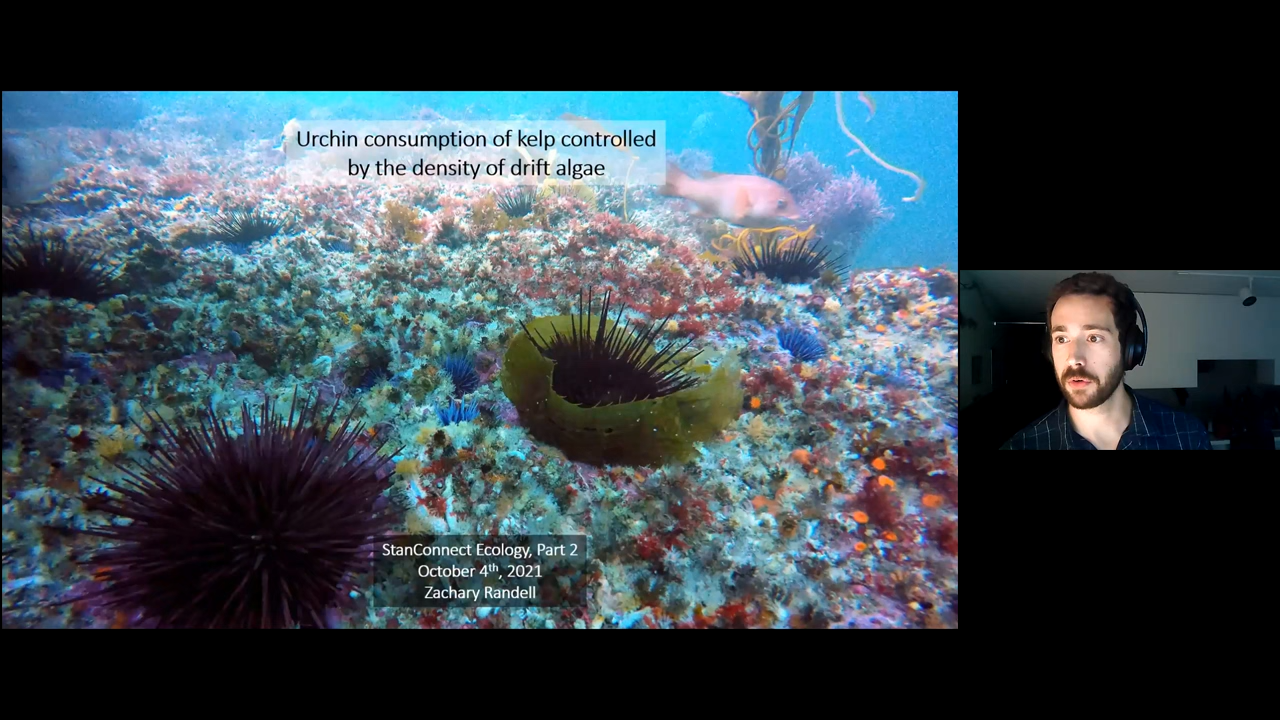 Urchin consumption of kelp controlled
by the density of drift algae
StanConnect Ecology, Part 2
October 4th, 2021
Zachary Randell